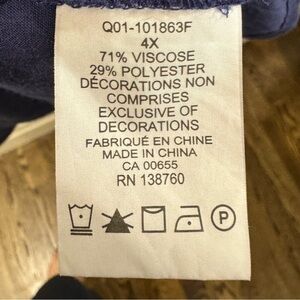 Q01-101863F
4X
71% VISCOSE
29% POLYESTER
DÉCORATIONS NON
COMPRISES
EXCLUSIVE OF
DECORATIONS
FABRIQUÉ EN CHINE
MADE IN CHINA
CA 00655
RN 138760
P